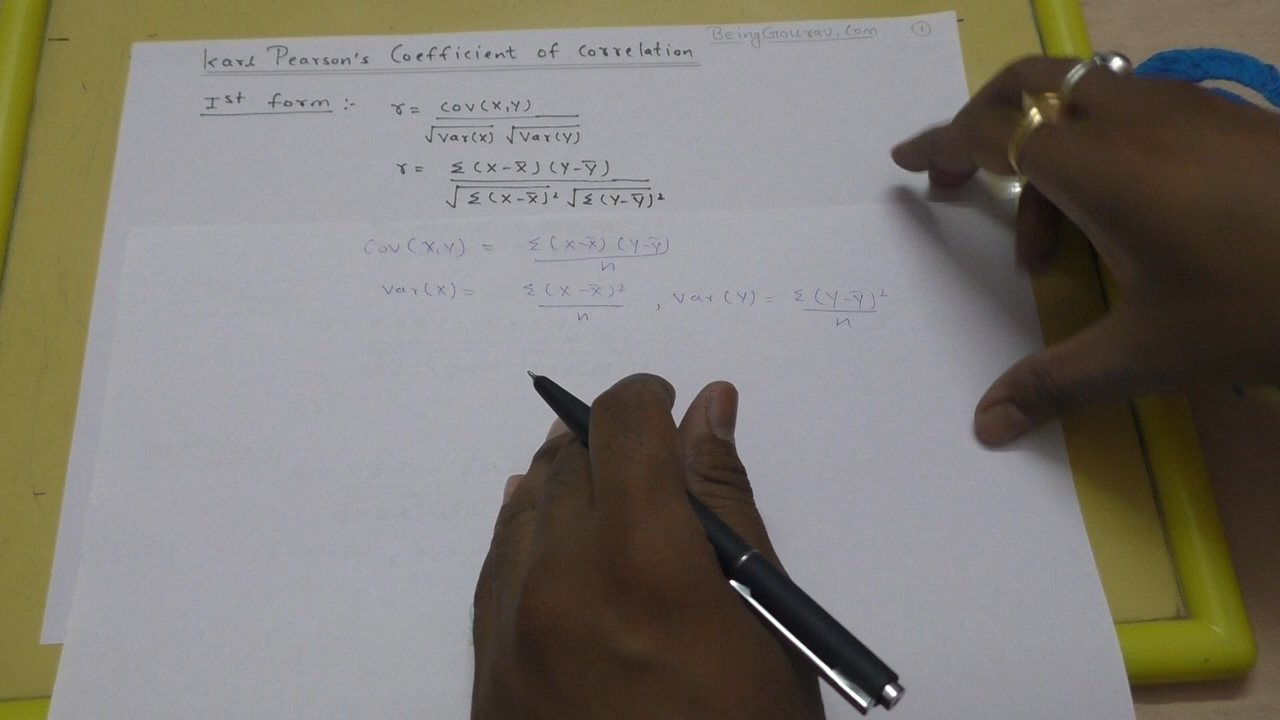 BeingGourav.Com ①
Karl Pearson's Coefficient of Correlation
Ist form :- r = Cov(X,Y) / √Var(X) √Var(Y)
r = Σ(X-X̄)(Y-Ȳ) / √Σ(X-X̄)² √Σ(Y-Ȳ)²
Cov(X,Y) = Σ(X-X̄)(Y-Ȳ) / n
Var(X) = Σ(X-X̄)² / n , Var(Y) = Σ(Y-Ȳ)² / n